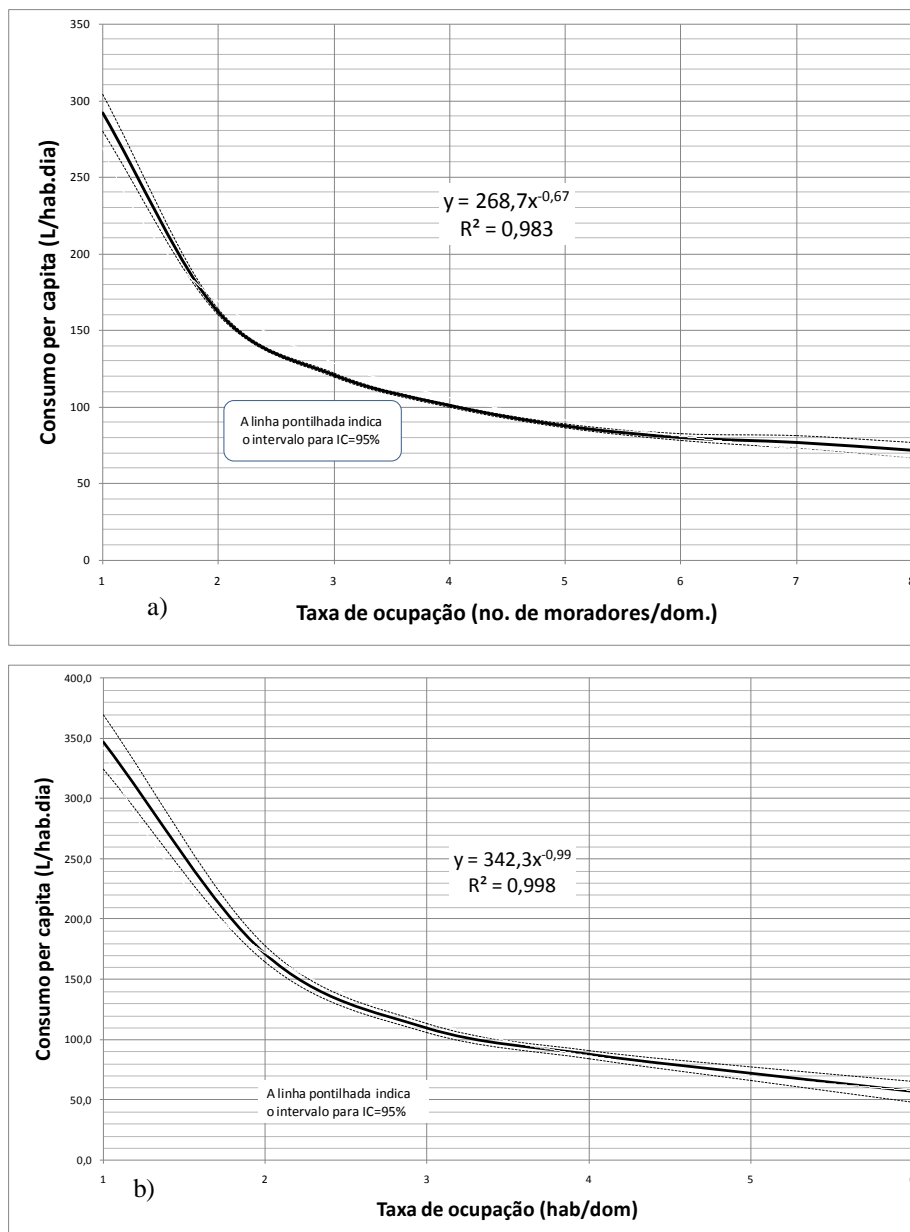 350
300
250
200
150
100
50
0
Consumo per capita (L/hab.dia)
y = 268,7x-0,67
R² = 0,983
A linha pontilhada indica
o intervalo para IC=95%
1 2 3 4 5 6 7 8
a)
Taxa de ocupação (no. de moradores/dom.)
400,0
350,0
300,0
250,0
200,0
150,0
100,0
50,0
0,0
Consumo per capita (L/hab.dia)
y = 342,3x-0,99
R² = 0,998
A linha pontilhada indica
o intervalo para IC=95%
1 2 3 4 5
b)
Taxa de ocupação (hab/dom)